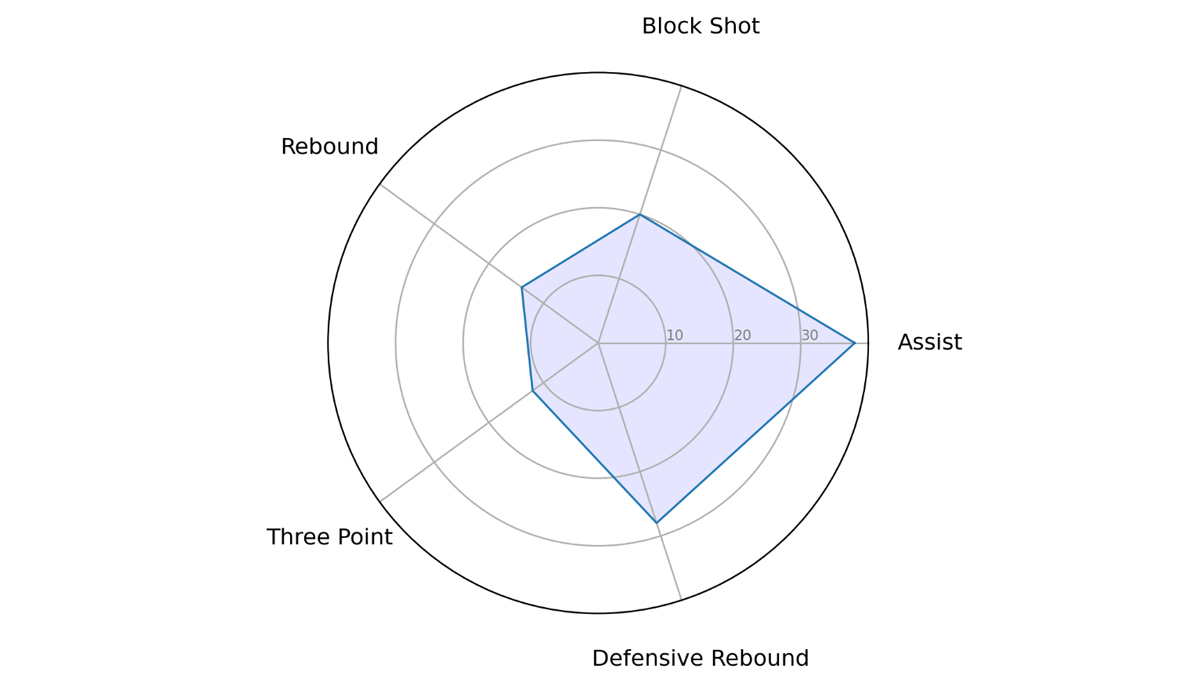 Block Shot
Rebound
10
20
30
Assist
Three Point
Defensive Rebound